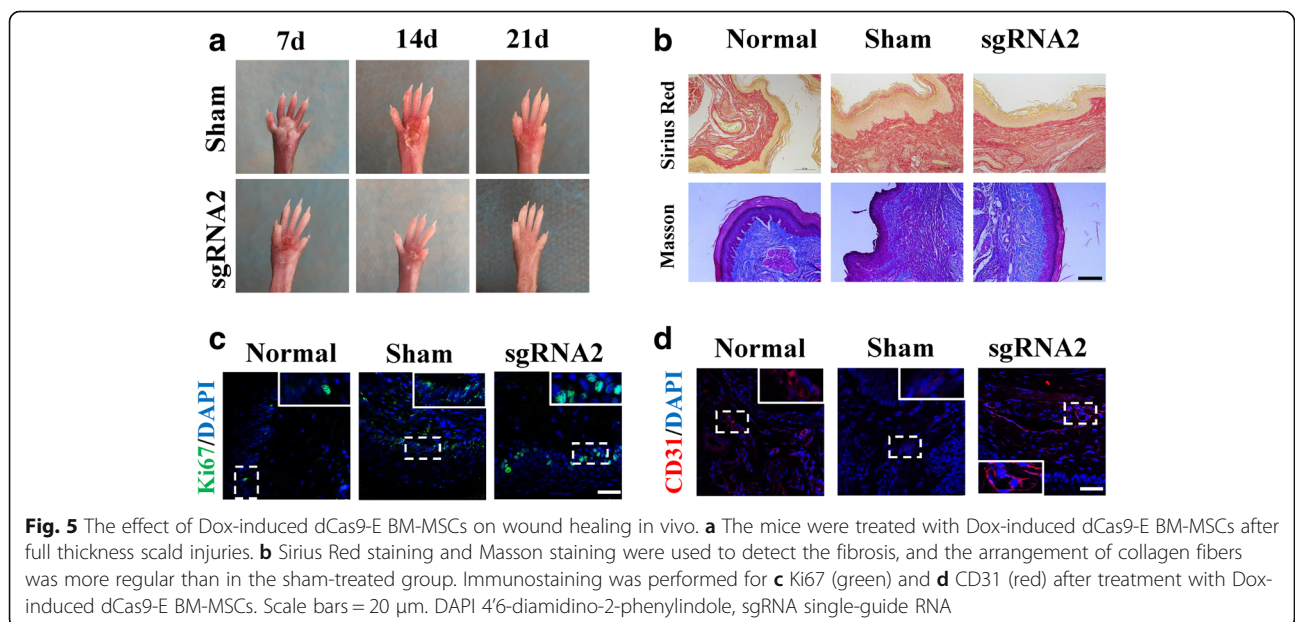 a
7d 14d 21d
Sham
sgRNA2
b
Normal Sham sgRNA2
Sirius Red
Masson
c
Normal Sham sgRNA2
Ki67/DAPI
d
Normal Sham sgRNA2
CD31/DAPI
Fig. 5 The effect of Dox-induced dCas9-E BM-MSCs on wound healing in vivo. a The mice were treated with Dox-induced dCas9-E BM-MSCs after
full thickness scald injuries. b Sirius Red staining and Masson staining were used to detect the fibrosis, and the arrangement of collagen fibers
was more regular than in the sham-treated group. Immunostaining was performed for c Ki67 (green) and d CD31 (red) after treatment with Dox-
induced dCas9-E BM-MSCs. Scale bars = 20 μm. DAPI 4′6-diamidino-2-phenylindole, sgRNA single-guide RNA